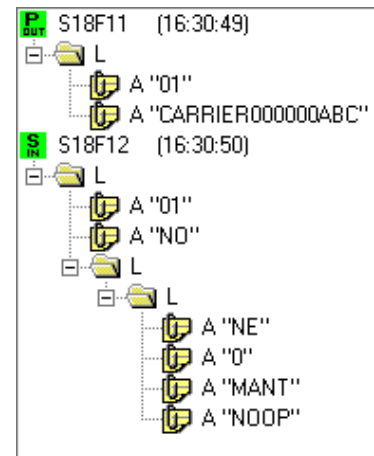 P OUT S18F11 (16:30:49)
L
A "01"
A "CARRIER000000ABC"
S IN S18F12 (16:30:50)
L
A "01"
A "NO"
L
L
A "NE"
A "0"
A "MANT"
A "NOOP"